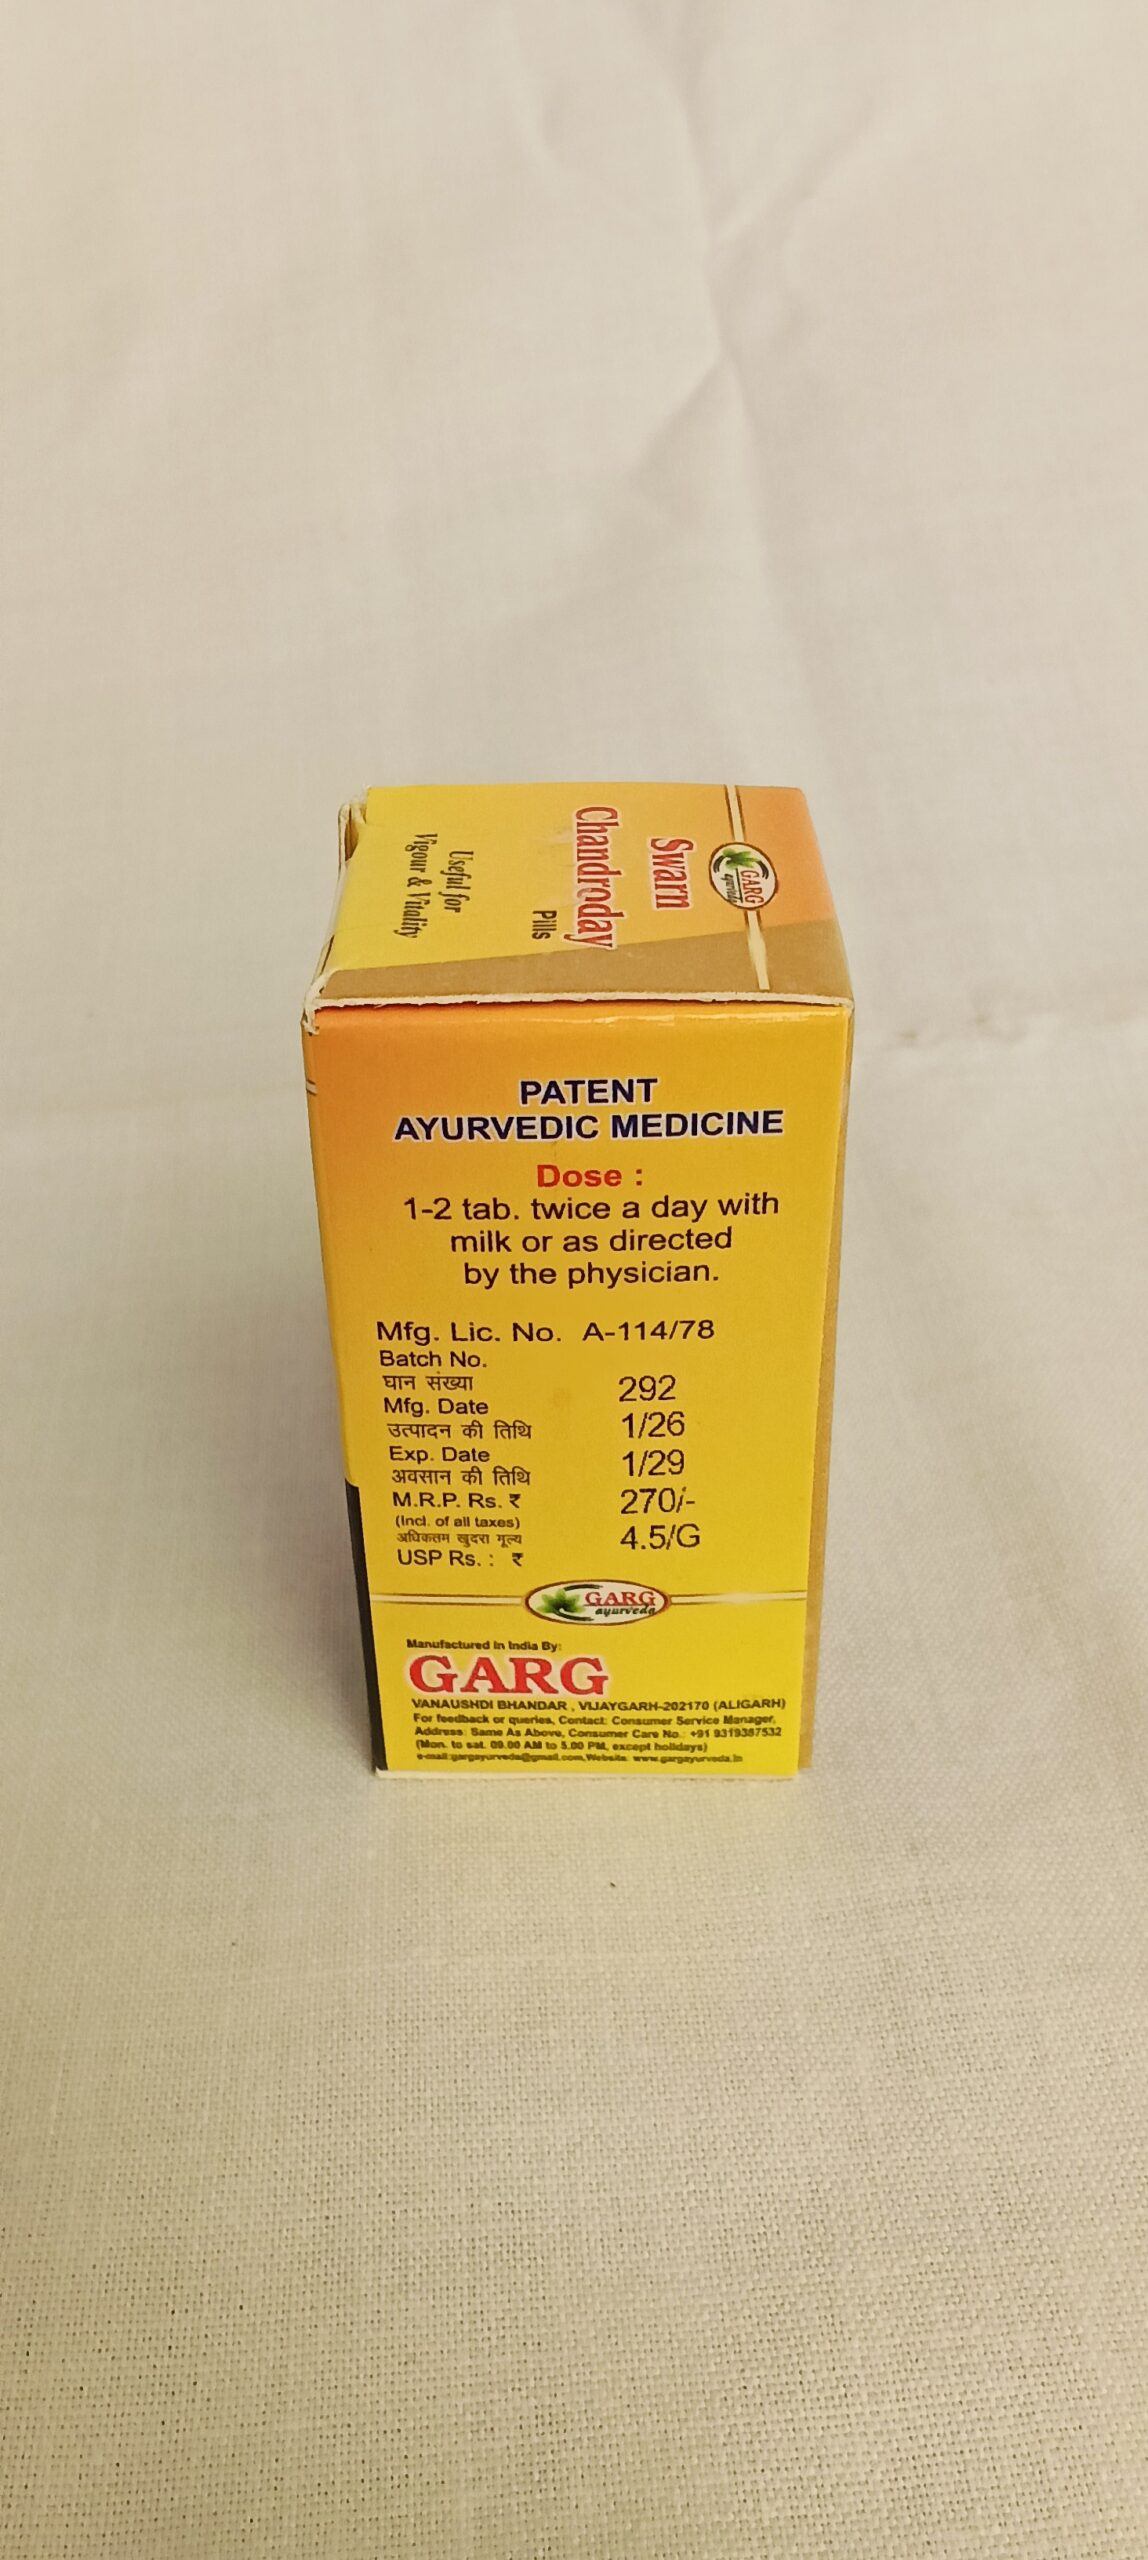 GARG
ayurveda
Swarn
Chandroday
Pills
Useful for
Vigour & Vitality
PATENT
AYURVEDIC MEDICINE
Dose :
1-2 tab. twice a day with
milk or as directed
by the physician.
Mfg. Lic. No. A-114/78
Batch No.
घान संख्या 292
Mfg. Date
उत्पादन की तिथि 1/26
Exp. Date
अवसान की तिथि 1/29
M.R.P. Rs. ₹ 270/-
(Incl. of all taxes)
अधिकतम खुदरा मूल्य
USP Rs. : ₹ 4.5/G
GARG
ayurveda
Manufactured in India By:
GARG
VANAUSHDI BHANDAR , VIJAYGARH-202170 (ALIGARH)
For feedback or queries, Contact: Consumer Service Manager,
Address: Same As Above, Consumer Care No.: +91 9319387532
(Mon. to sat. 09.00 AM to 5.00 PM, except holidays)
e-mail:gargayurveda@gmail.com,Website: www.gargayurveda.in